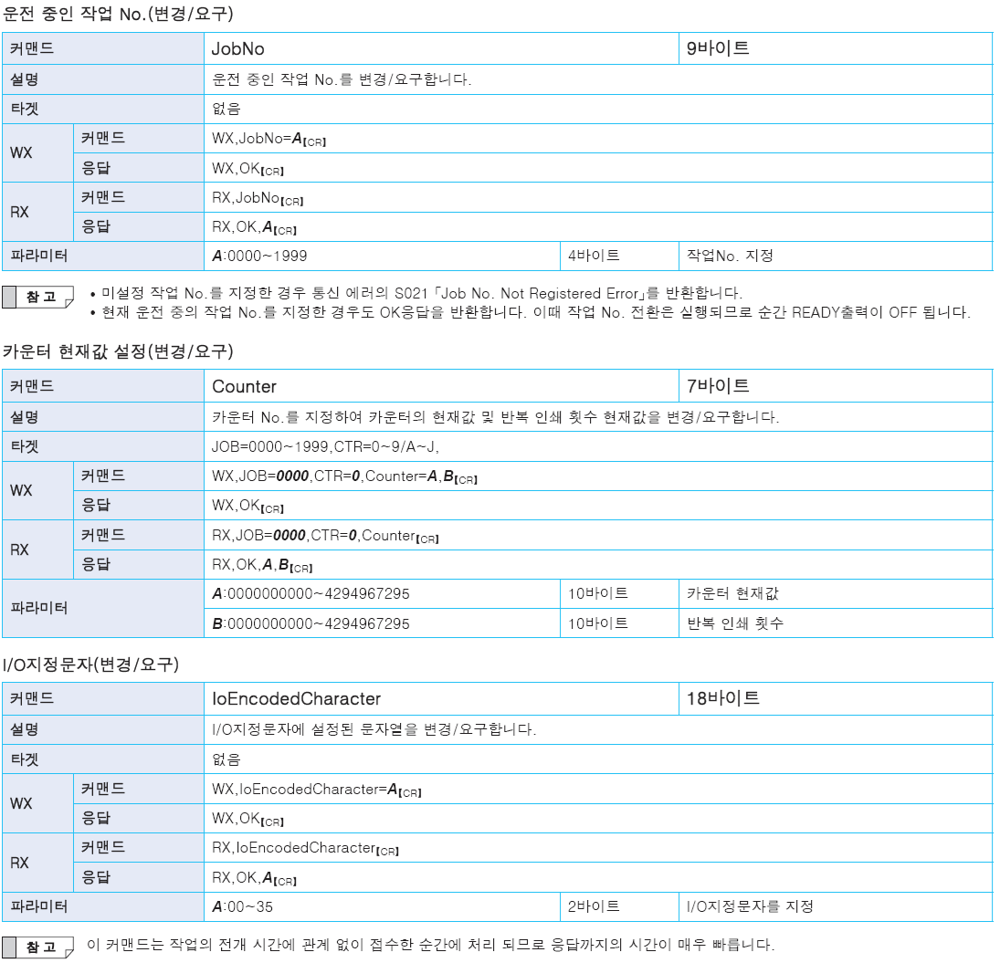 운전 중인 작업 No.(변경/요구)
커맨드 JobNo 9바이트
설명 운전 중인 작업 No.를 변경/요구합니다.
타겟 없음
WX 커맨드 WX,JobNo=A【CR】
응답 WX,OK【CR】
RX 커맨드 RX,JobNo【CR】
응답 RX,OK,A【CR】
파라미터 A:0000~1999 4바이트 작업No. 지정
참고 • 미설정 작업 No.를 지정한 경우 통신 에러의 S021 「Job No. Not Registered Error」를 반환합니다.
• 현재 운전 중의 작업 No.를 지정한 경우도 OK응답을 반환합니다. 이때 작업 No. 전환은 실행되므로 순간 READY출력이 OFF 됩니다.
카운터 현재값 설정(변경/요구)
커맨드 Counter 7바이트
설명 카운터 No.를 지정하여 카운터의 현재값 및 반복 인쇄 횟수 현재값을 변경/요구합니다.
타겟 JOB=0000~1999,CTR=0~9/A~J,
WX 커맨드 WX,JOB=0000,CTR=0,Counter=A,B【CR】
응답 WX,OK【CR】
RX 커맨드 RX,JOB=0000,CTR=0,Counter【CR】
응답 RX,OK,A,B【CR】
파라미터 A:0000000000~4294967295 10바이트 카운터 현재값
B:0000000000~4294967295 10바이트 반복 인쇄 횟수
I/O지정문자(변경/요구)
커맨드 IoEncodedCharacter 18바이트
설명 I/O지정문자에 설정된 문자열을 변경/요구합니다.
타겟 없음
WX 커맨드 WX,IoEncodedCharacter=A【CR】
응답 WX,OK【CR】
RX 커맨드 RX,IoEncodedCharacter【CR】
응답 RX,OK,A【CR】
파라미터 A:00~35 2바이트 I/O지정문자를 지정
참고 이 커맨드는 작업의 전개 시간에 관계 없이 접수한 순간에 처리 되므로 응답까지의 시간이 매우 빠릅니다.